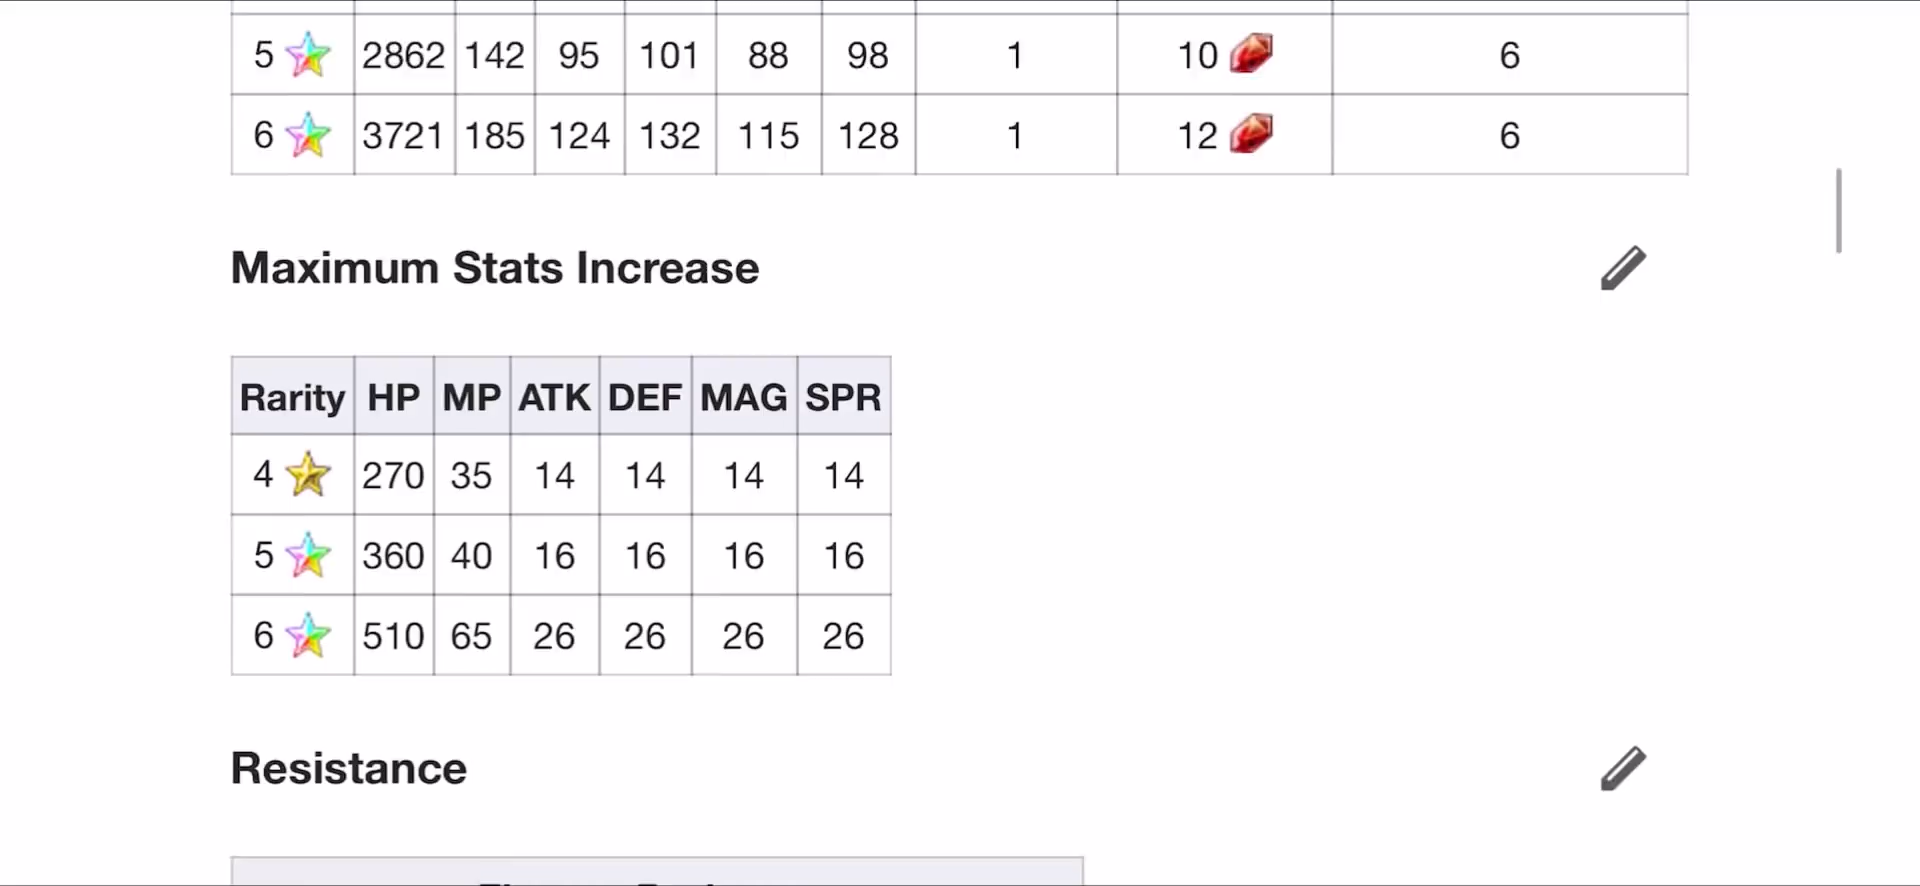 5 2862 142 95 101 88 98 1 10 6
6 3721 185 124 132 115 128 1 12 6
Maximum Stats Increase
Rarity HP MP ATK DEF MAG SPR
4 270 35 14 14 14 14
5 360 40 16 16 16 16
6 510 65 26 26 26 26
Resistance